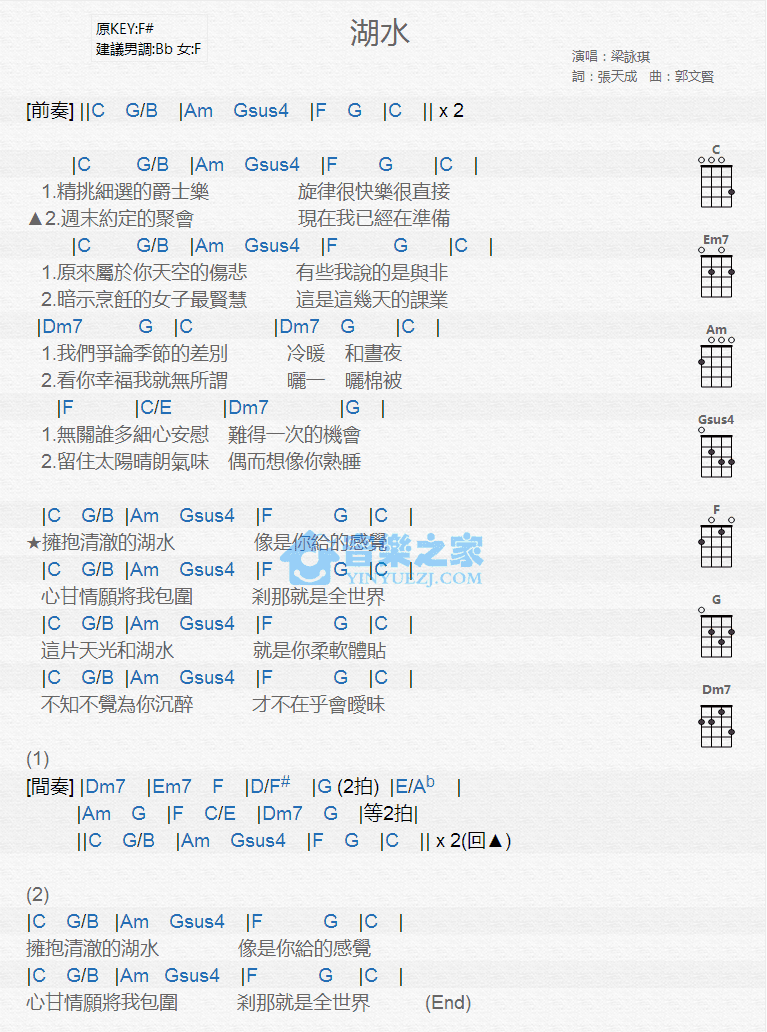 原KEY:F#
建議男調:Bb 女:F
湖水
演唱：梁詠琪
詞：張天成 曲：郭文賢
[前奏] ||C G/B |Am Gsus4 |F G |C || x 2
|C G/B |Am Gsus4 |F G |C |
1.精挑細選的爵士樂 旋律很快樂很直接
▲2.週末約定的聚會 現在我已經在準備
|C G/B |Am Gsus4 |F G |C |
1.原來屬於你天空的傷悲 有些我說的是與非
2.暗示烹飪的女子最賢慧 這是這幾天的課業
|Dm7 G |C |Dm7 G |C |
1.我們爭論季節的差別 冷暖 和晝夜
2.看你幸福我就無所謂 曬一 曬棉被
|F |C/E |Dm7 |G |
1.無關誰多細心安慰 難得一次的機會
2.留住太陽晴朗氣味 偶而想像你熟睡
|C G/B |Am Gsus4 |F G |C |
★擁抱清澈的湖水 像是你給的感覺
|C G/B |Am Gsus4 |F G |C |
心甘情願將我包圍 剎那就是全世界
|C G/B |Am Gsus4 |F G |C |
這片天光和湖水 就是你柔軟體貼
|C G/B |Am Gsus4 |F G |C |
不知不覺為你沉醉 才不在乎會曖昧
音樂之家
YINYUEZJ.COM
(1)
[間奏] |Dm7 |Em7 F |D/F# |G (2拍) |E/Ab |
|Am G |F C/E |Dm7 G |等2拍|
||C G/B |Am Gsus4 |F G |C || x 2(回▲)
(2)
|C G/B |Am Gsus4 |F G |C |
擁抱清澈的湖水 像是你給的感覺
|C G/B |Am Gsus4 |F G |C |
心甘情願將我包圍 剎那就是全世界 (End)
C
Em7
Am
Gsus4
F
G
Dm7